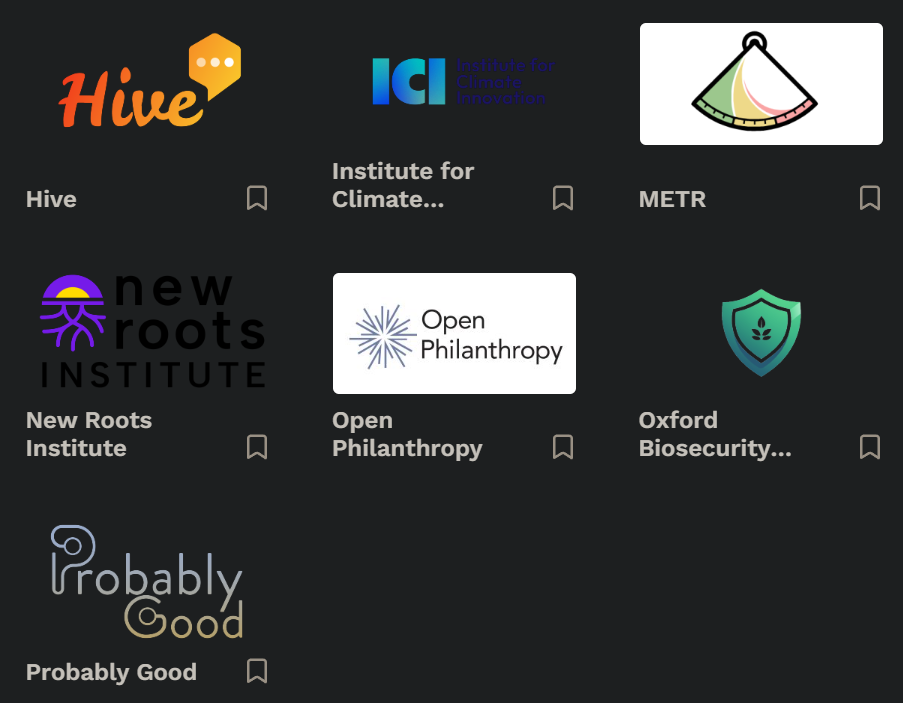 Hive
ICI
Institute for
Climate
Innovation
Hive
Institute for
Climate...
METR
new
roots
INSTITUTE
Open
Philanthropy
New Roots
Institute
Open
Philanthropy
Oxford
Biosecurity...
Probably
Good
Probably Good